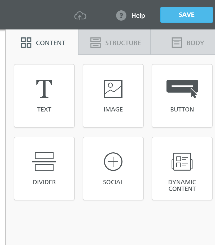 Help
SAVE
CONTENT
STRUCTURE
BODY
TEXT
IMAGE
BUTTON
DIVIDER
SOCIAL
DYNAMIC
CONTENT